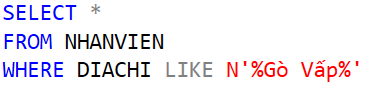 SELECT *
FROM NHANVIEN
WHERE DIACHI LIKE N'%Gò Vấp%'